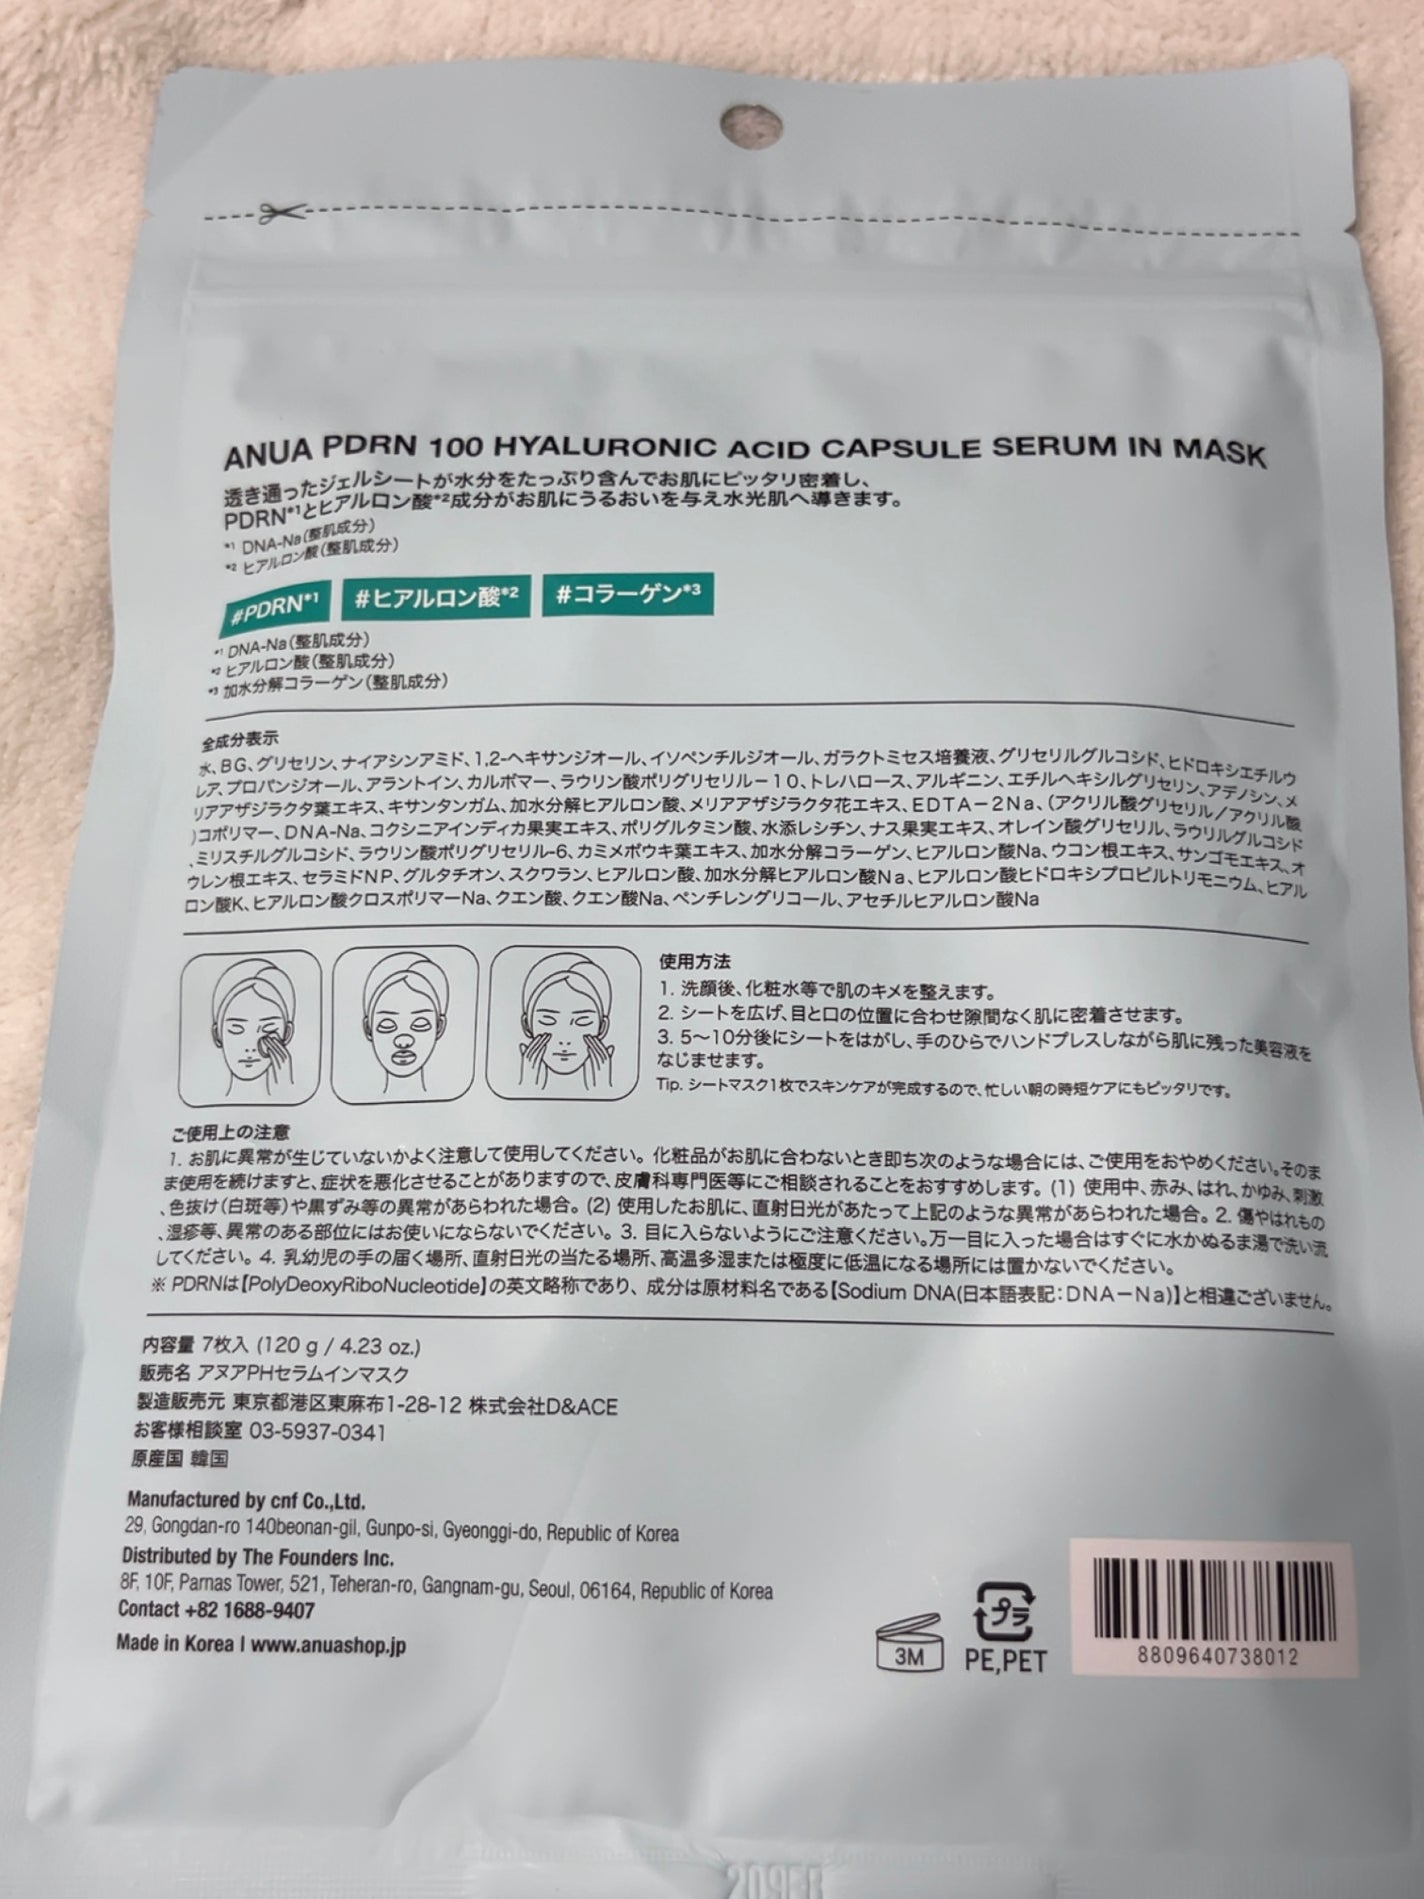 ANUA PDRN 100 HYALURONIC ACID CAPSULE SERUM IN MASK
透き通ったジェルシートが水分をたっぷり含んでお肌にピッタリ密着し、
PDRN*1とヒアルロン酸*2成分がお肌にうるおいを与え水光肌へ導きます。
*1 DNA-Na(整肌成分)
*2 ヒアルロン酸(整肌成分)
#PDRN*1 #ヒアルロン酸*2 #コラーゲン*3
*1 DNA-Na(整肌成分)
*2 ヒアルロン酸(整肌成分)
*3 加水分解コラーゲン(整肌成分)
全成分表示
水、BG、グリセリン、ナイアシンアミド、1,2-ヘキサンジオール、イソペンチルジオール、ガラクトミセス培養液、グリセリルグルコシド、ヒドロキシエチルウ
レア、プロパンジオール、アラントイン、カルボマー、ラウリン酸ポリグリセリル－10、トレハロース、アルギニン、エチルヘキシルグリセリン、アデノシン、メ
リアアザジラクタ葉エキス、キサンタンガム、加水分解ヒアルロン酸、メリアアザジラクタ花エキス、EDTA－2Na、(アクリル酸グリセリル／アクリル酸
)コポリマー、DNA-Na、コクシニアインディカ果実エキス、ポリグルタミン酸、水添レシチン、ナス果実エキス、オレイン酸グリセリル、ラウリルグルコシド
、ミリスチルグルコシド、ラウリン酸ポリグリセリル-6、カミメボウキ葉エキス、加水分解コラーゲン、ヒアルロン酸Na、ウコン根エキス、サンゴモエキス、オ
ウレン根エキス、セラミドNP、グルタチオン、スクワラン、ヒアルロン酸、加水分解ヒアルロン酸Na、ヒアルロン酸ヒドロキシプロピルトリモニウム、ヒアル
ロン酸K、ヒアルロン酸クロスポリマーNa、クエン酸、クエン酸Na、ペンチレングリコール、アセチルヒアルロン酸Na
使用方法
1. 洗顔後、化粧水等で肌のキメを整えます。
2. シートを広げ、目と口の位置に合わせ隙間なく肌に密着させます。
3. 5〜10分後にシートをはがし、手のひらでハンドプレスしながら肌に残った美容液を
なじませます。
Tip. シートマスク1枚でスキンケアが完成するので、忙しい朝の時短ケアにもピッタリです。
ご使用上の注意
1. お肌に異常が生じていないかよく注意して使用してください。化粧品がお肌に合わないとき即ち次のような場合には、ご使用をおやめください。そのま
ま使用を続けますと、症状を悪化させることがありますので、皮膚科専門医等にご相談されることをおすすめします。(1) 使用中、赤み、はれ、かゆみ、刺激
、色抜け(白斑等)や黒ずみ等の異常があらわれた場合。(2) 使用したお肌に、直射日光があたって上記のような異常があらわれた場合。2. 傷やはれもの
、湿疹等、異常のある部位にはお使いにならないでください。3. 目に入らないようにご注意ください。万一目に入った場合はすぐに水かぬるま湯で洗い流
してください。4. 乳幼児の手の届く場所、直射日光の当たる場所、高温多湿または極度に低温になる場所には置かないでください。
※ PDRNは【PolyDeoxyRiboNucleotide】の英文略称であり、成分は原材料名である【Sodium DNA(日本語表記:DNA－Na)】と相違ございません。
内容量 7枚入 (120 g / 4.23 oz.)
販売名 アヌアPHセラムインマスク
製造販売元 東京都港区東麻布1-28-12 株式会社D&ACE
お客様相談室 03-5937-0341
原産国 韓国
Manufactured by cnf Co.,Ltd.
29, Gongdan-ro 140beonan-gil, Gunpo-si, Gyeonggi-do, Republic of Korea
Distributed by The Founders Inc.
8F, 10F, Parnas Tower, 521, Teheran-ro, Gangnam-gu, Seoul, 06164, Republic of Korea
Contact +82 1688-9407
Made in Korea | www.anuashop.jp
3M
プラ
PE,PET
8809640738012